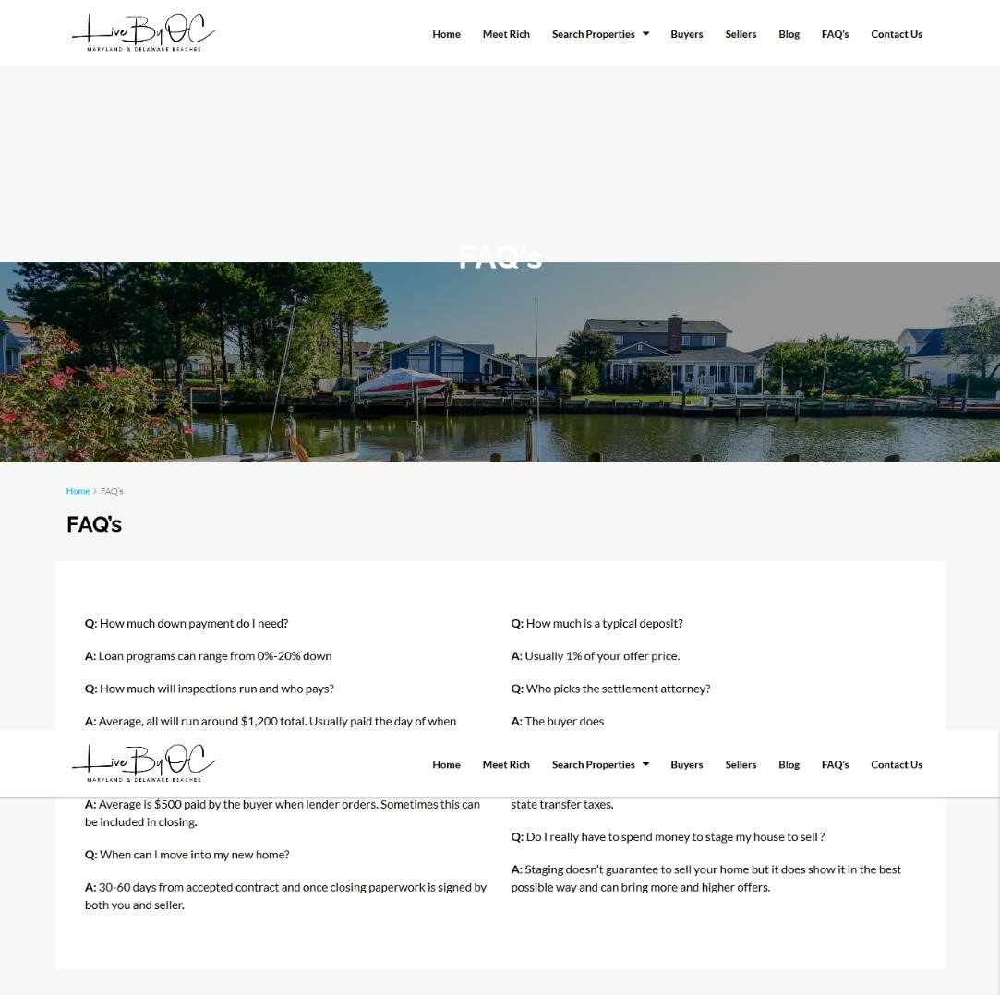 Live By OC
MARYLAND & DELAWARE BEACHES
Home Meet Rich Search Properties Buyers Sellers Blog FAQ's Contact Us
FAQ's
Home > FAQ's
FAQ's
Q: How much down payment do I need?
A: Loan programs can range from 0%-20% down
Q: How much will inspections run and who pays?
A: Average, all will run around $1,200 total. Usually paid the day of when
Q: How much is a typical deposit?
A: Usually 1% of your offer price.
Q: Who picks the settlement attorney?
A: The buyer does
Live By OC
MARYLAND & DELAWARE BEACHES
Home Meet Rich Search Properties Buyers Sellers Blog FAQ's Contact Us
A: Average is $500 paid by the buyer when lender orders. Sometimes this can
be included in closing.
Q: When can I move into my new home?
A: 30-60 days from accepted contract and once closing paperwork is signed by
both you and seller.
state transfer taxes.
Q: Do I really have to spend money to stage my house to sell ?
A: Staging doesn’t guarantee to sell your home but it does show it in the best
possible way and can bring more and higher offers.